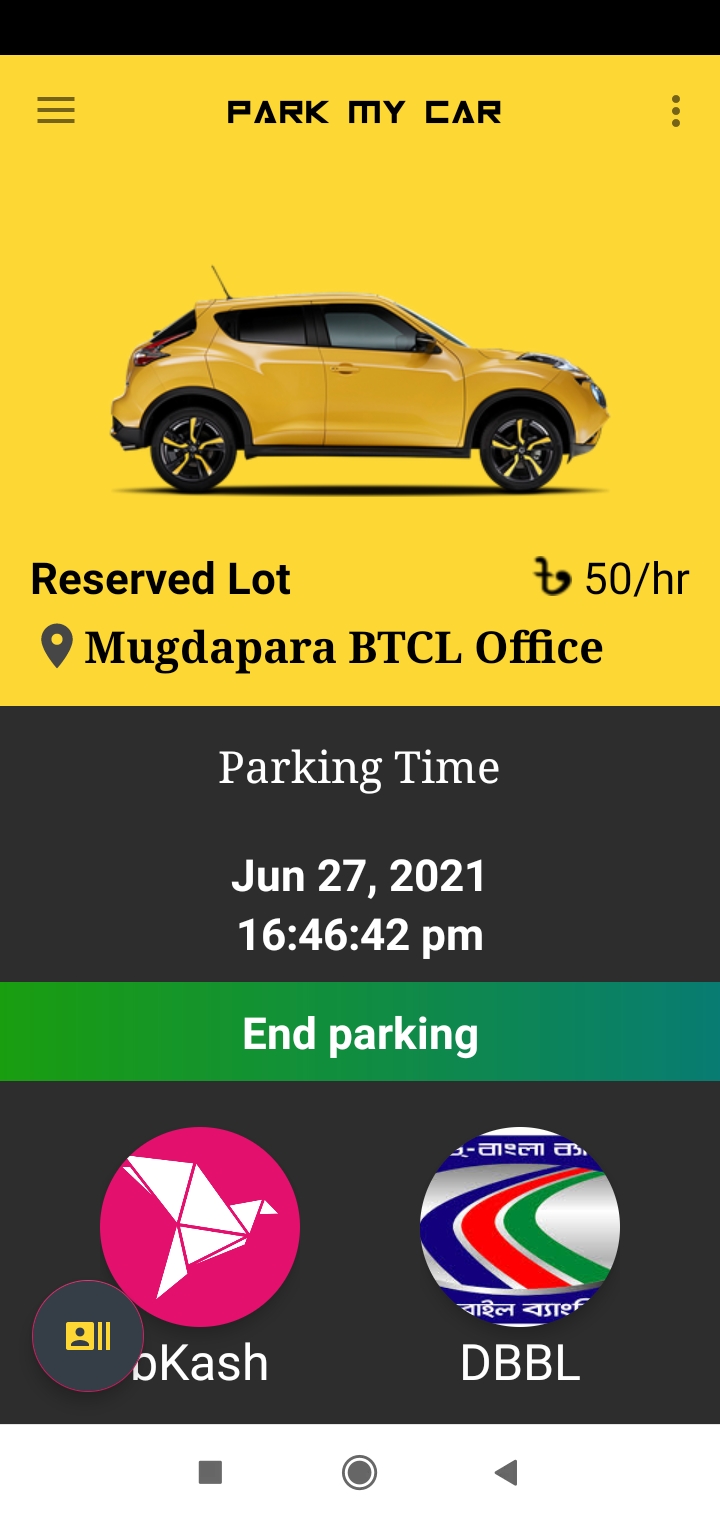 PARK MY CAR
Reserved Lot
৳ 50/hr
Mugdapara BTCL Office
Parking Time
Jun 27, 2021
16:46:42 pm
End parking
-বাংলা
bKash
DBBL